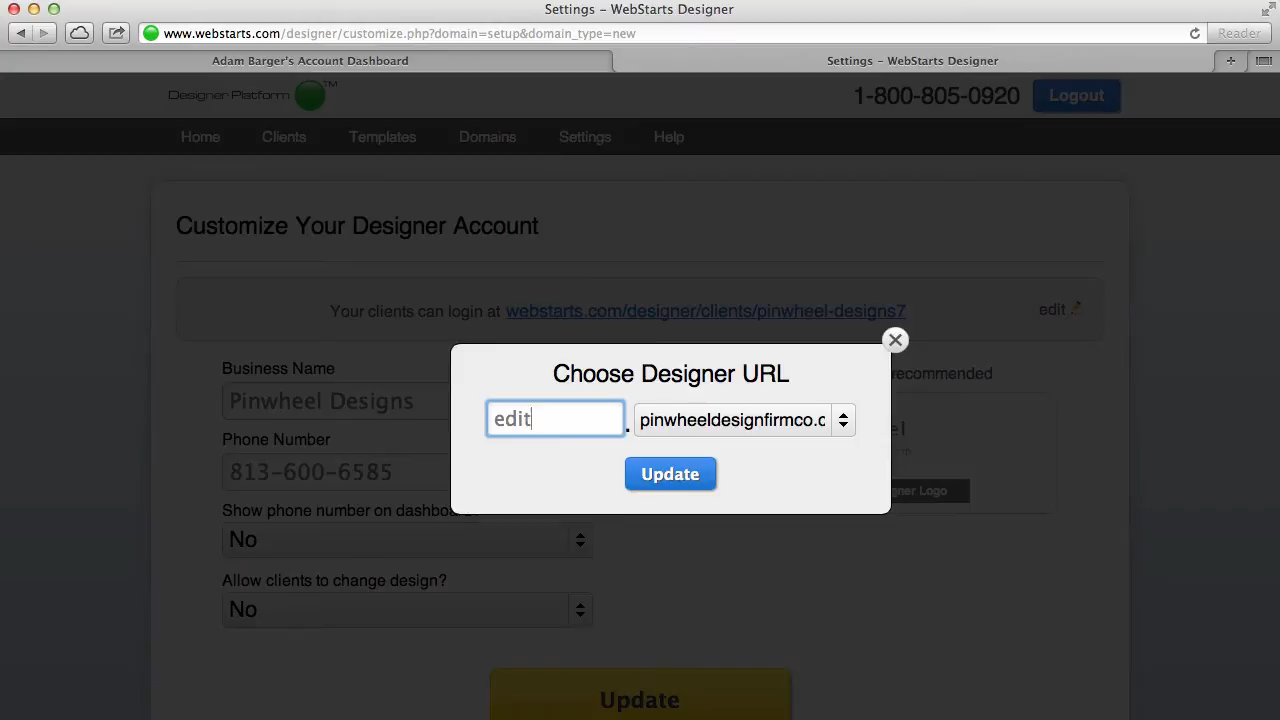 Settings – WebStarts Designer
www.webstarts.com/designer/customize.php?domain=setup&domain_type=new
Reader
Adam Barger's Account Dashboard
Settings – WebStarts Designer
Designer Platform TM
1-800-805-0920
Logout
Home Clients Templates Domains Settings Help
Customize Your Designer Account
Your clients can login at webstarts.com/designer/clients/pinwheel-designs7
edit
Choose Designer URL
edit . pinwheeldesignfirmco.c
Update
Business Name
recommended
Pinwheel Designs
Phone Number
813-600-6585
gner Logo
Show phone number on dashboard?
No
Allow clients to change design?
No
Update